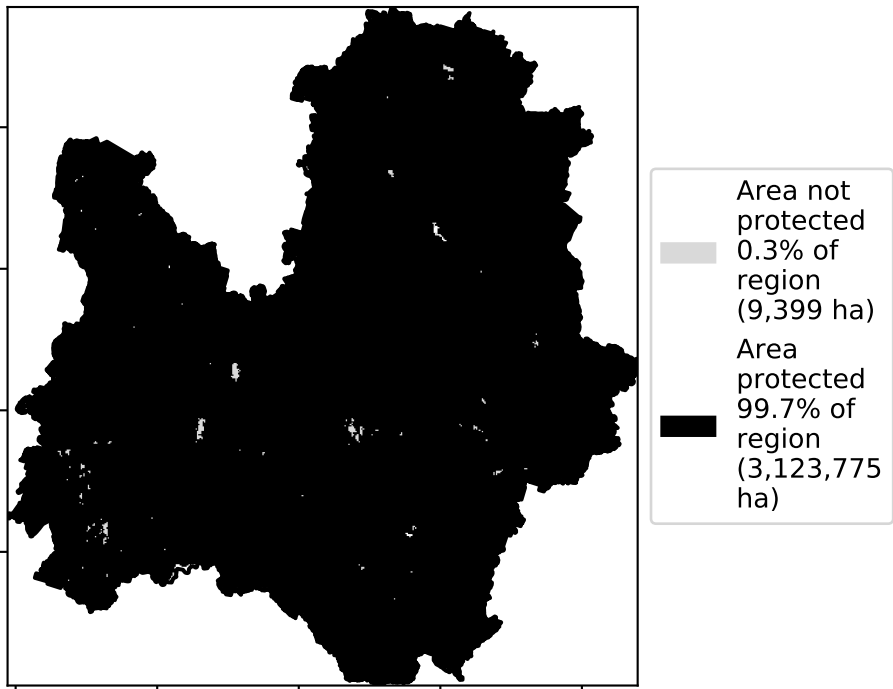 Area not
protected
0.3% of
region
(9,399 ha)
Area
protected
99.7% of
region
(3,123,775
ha)